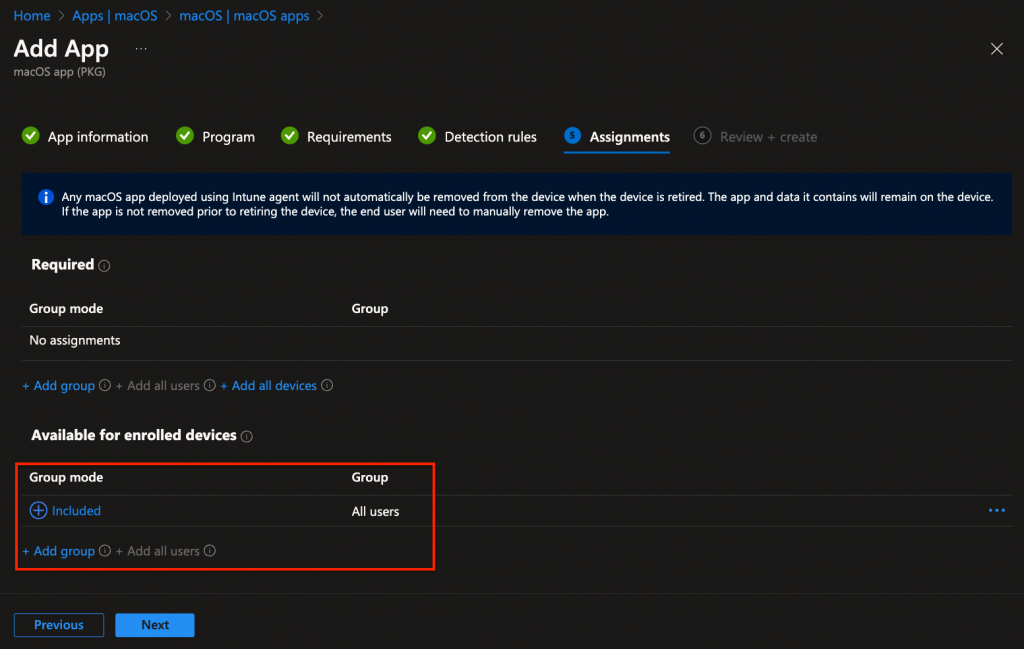 Home > Apps | macOS > macOS | macOS apps >
Add App ...
macOS app (PKG)
App information Program Requirements Detection rules 5 Assignments 6 Review + create
Any macOS app deployed using Intune agent will not automatically be removed from the device when the device is retired. The app and data it contains will remain on the device.
If the app is not removed prior to retiring the device, the end user will need to manually remove the app.
Required
Group mode Group
No assignments
+ Add group + Add all users + Add all devices
Available for enrolled devices
Group mode Group
Included All users ...
+ Add group + Add all users
Previous Next